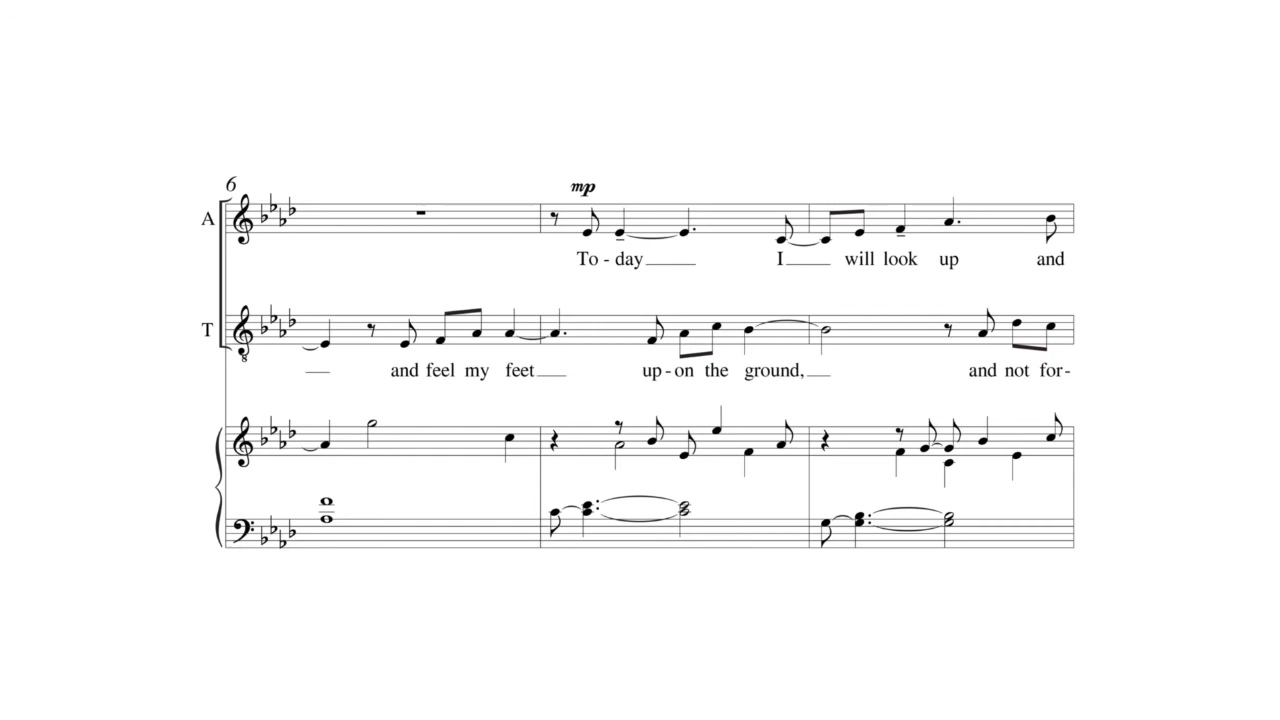 6
mp
A
To - day I will look up and
T
and feel my feet up - on the ground, and not for-